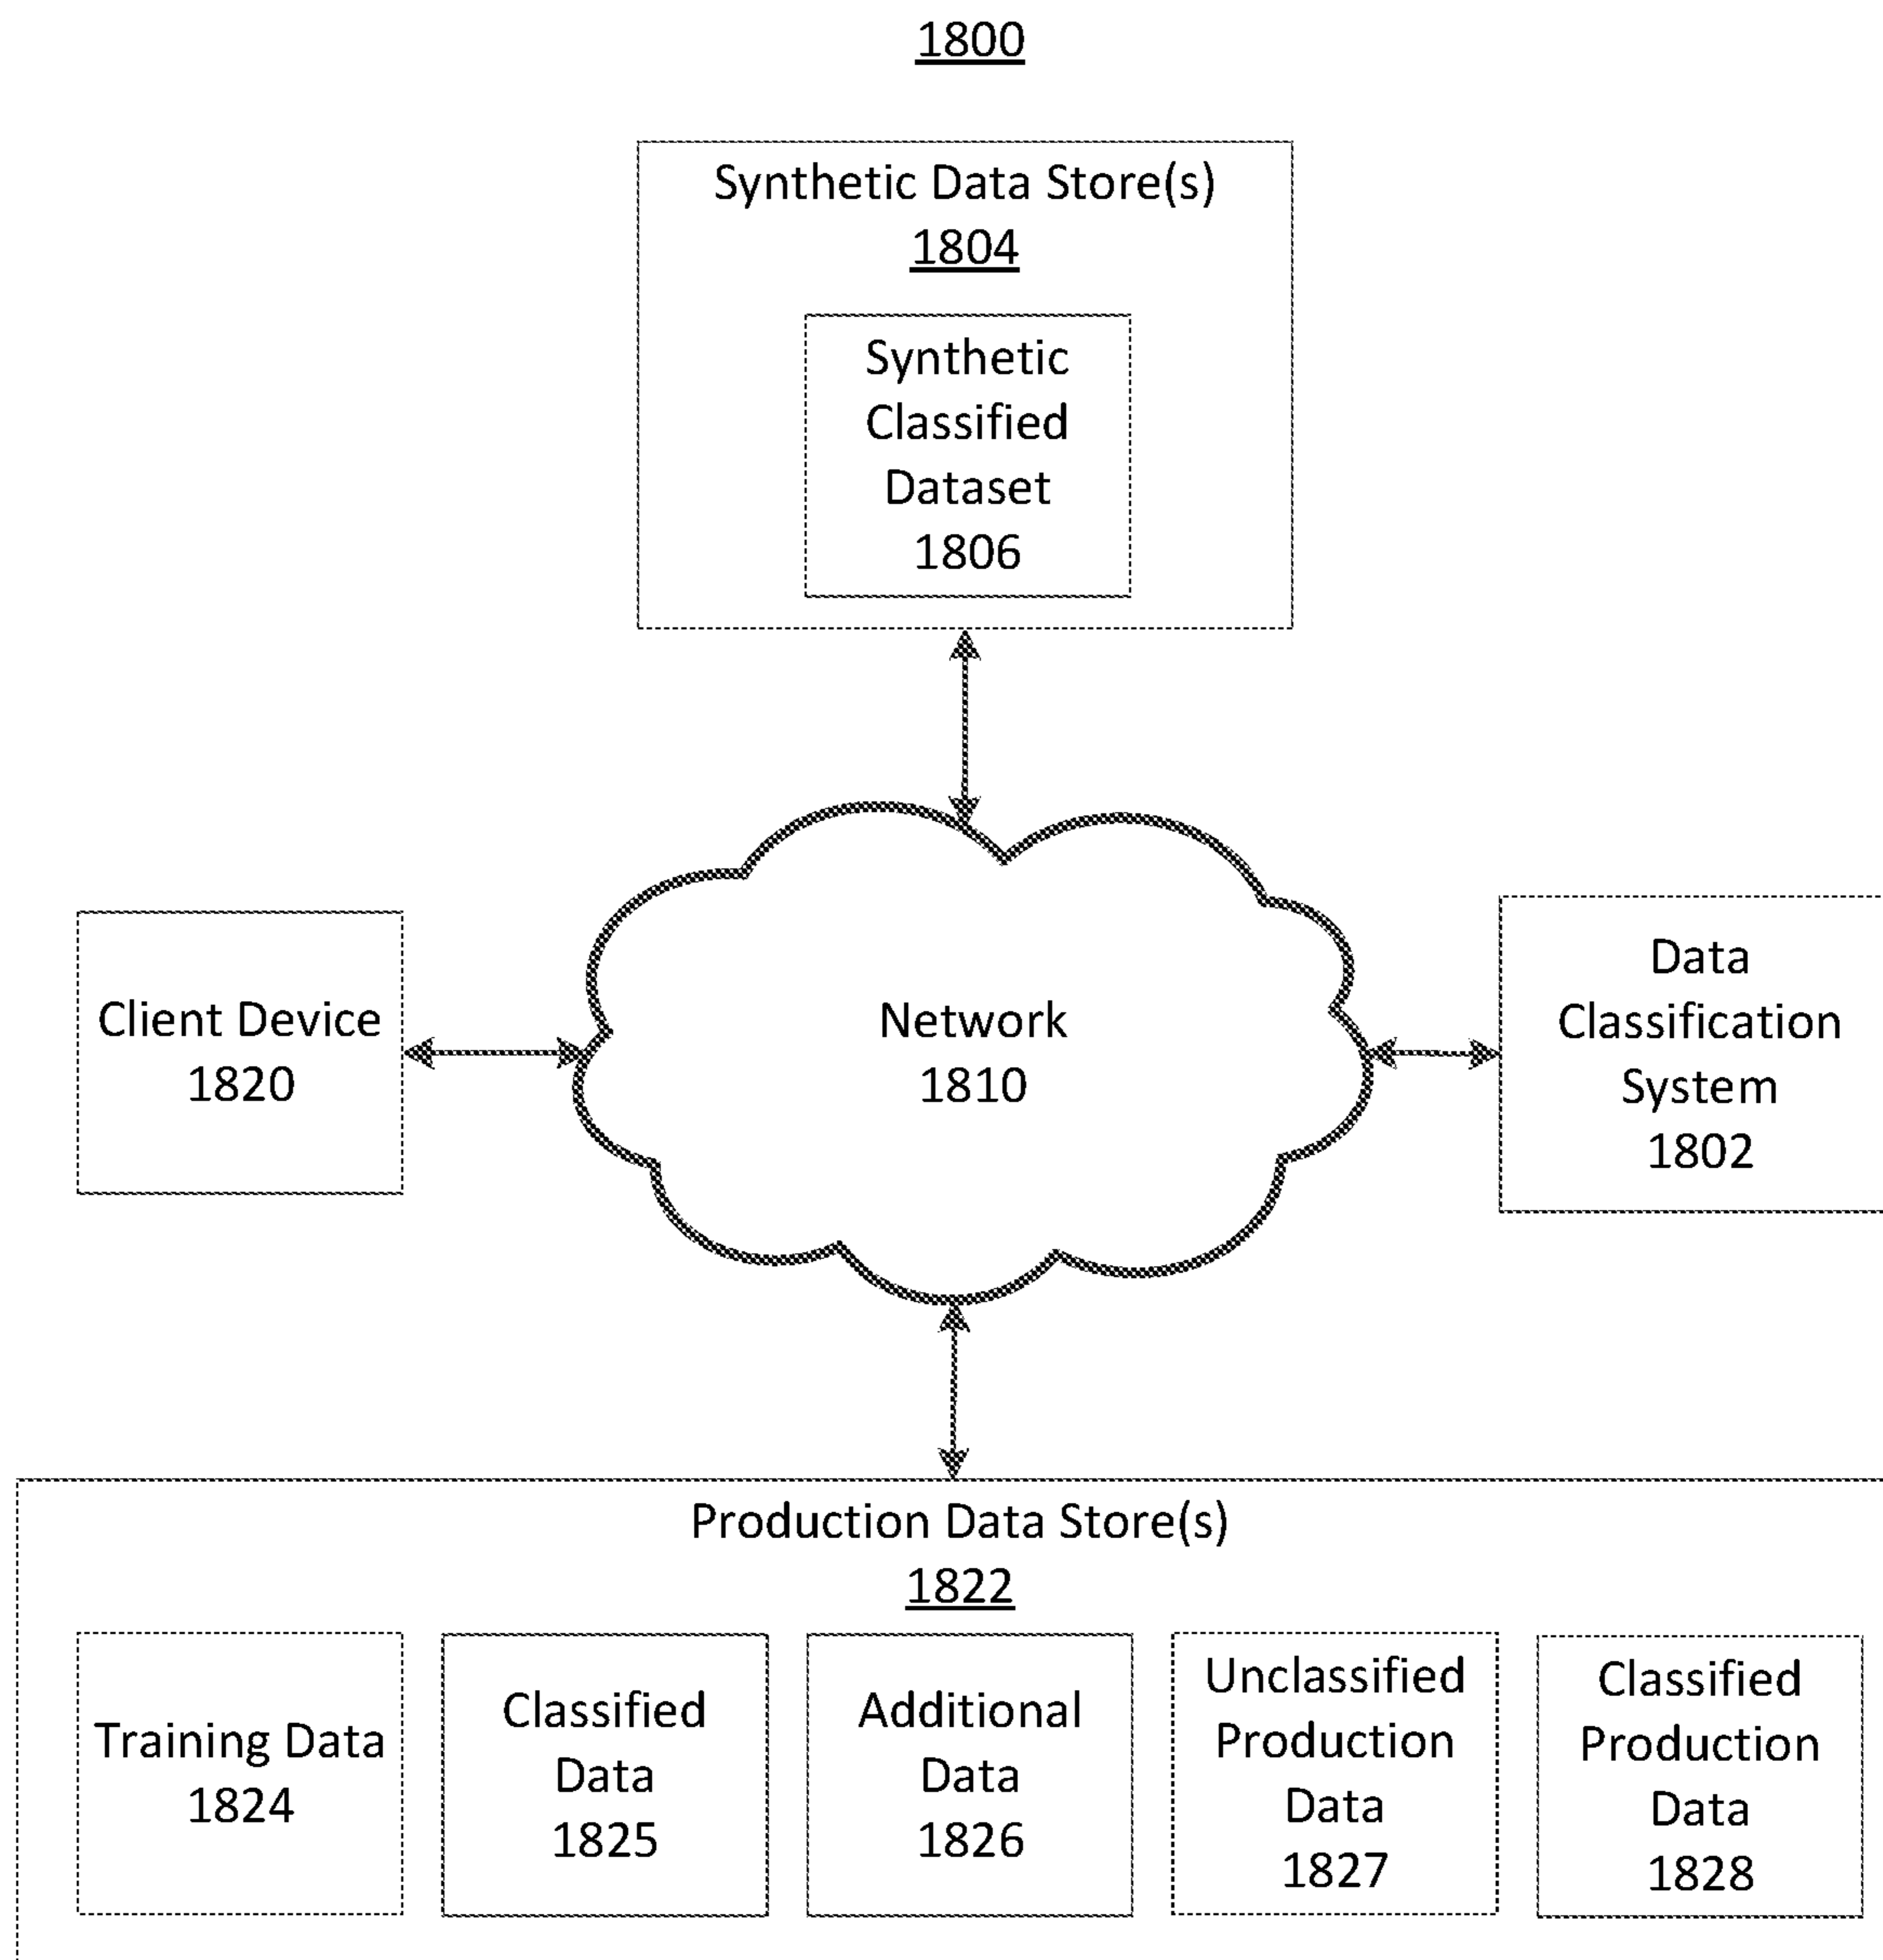 1800
Synthetic Data Store(s)
1804
Synthetic
Classified
Dataset
1806
Client Device
1820
Network
1810
Data
Classification
System
1802
Production Data Store(s)
1822
Training Data
1824
Classified
Data
1825
Additional
Data
1826
Unclassified
Production
Data
1827
Classified
Production
Data
1828